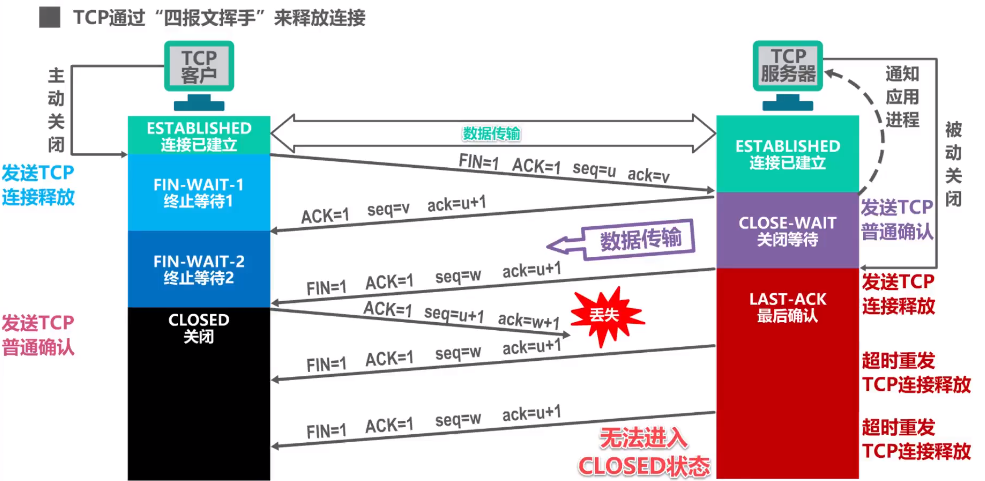 TCP通过“四报文挥手”来释放连接
TCP
客户
TCP
服务器
主动关闭
通知
应用
进程
被动关闭
ESTABLISHED
连接已建立
数据传输
ESTABLISHED
连接已建立
FIN=1 ACK=1 seq=u ack=v
发送TCP
连接释放
FIN-WAIT-1
终止等待1
ACK=1 seq=v ack=u+1
CLOSE-WAIT
关闭等待
发送TCP
普通确认
数据传输
FIN-WAIT-2
终止等待2
FIN=1 ACK=1 seq=w ack=u+1
发送TCP
连接释放
LAST-ACK
最后确认
发送TCP
普通确认
CLOSED
关闭
ACK=1 seq=u+1 ack=w+1
丢失
FIN=1 ACK=1 seq=w ack=u+1
超时重发
TCP连接释放
FIN=1 ACK=1 seq=w ack=u+1
超时重发
TCP连接释放
无法进入
CLOSED状态